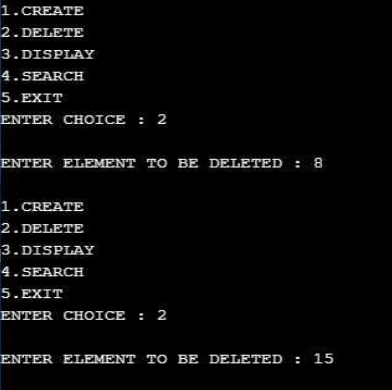 1.CREATE
2.DELETE
3.DISPLAY
4.SEARCH
5.EXIT
ENTER CHOICE : 2
ENTER ELEMENT TO BE DELETED : 8
1.CREATE
2.DELETE
3.DISPLAY
4.SEARCH
5.EXIT
ENTER CHOICE : 2
ENTER ELEMENT TO BE DELETED : 15